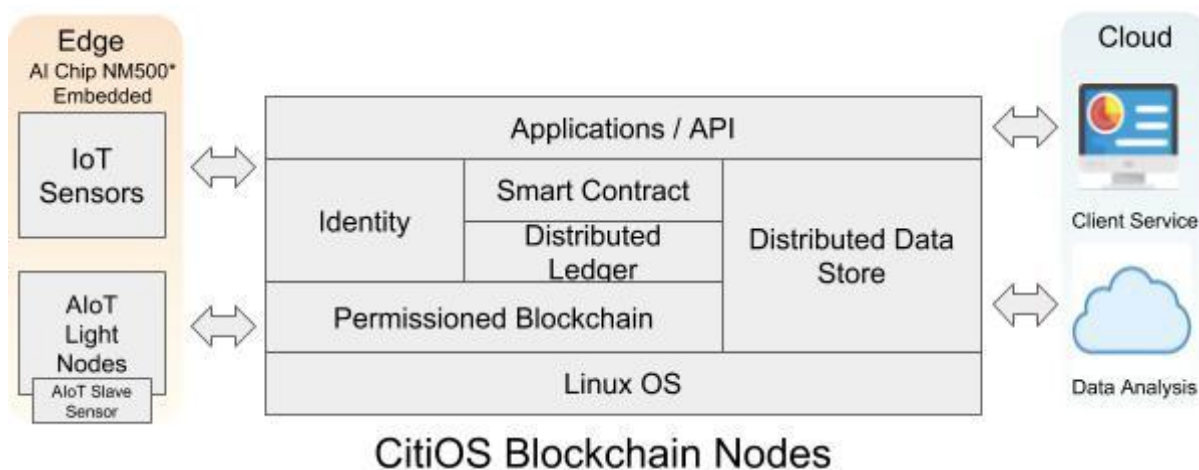 Edge
AI Chip NM500*
Embedded
IoT
Sensors
AIoT
Light
Nodes
AIoT Slave
Sensor
Applications / API
Identity
Smart Contract
Distributed
Ledger
Distributed Data
Store
Permissioned Blockchain
Linux OS
CitiOS Blockchain Nodes
Cloud
Client Service
Data Analysis